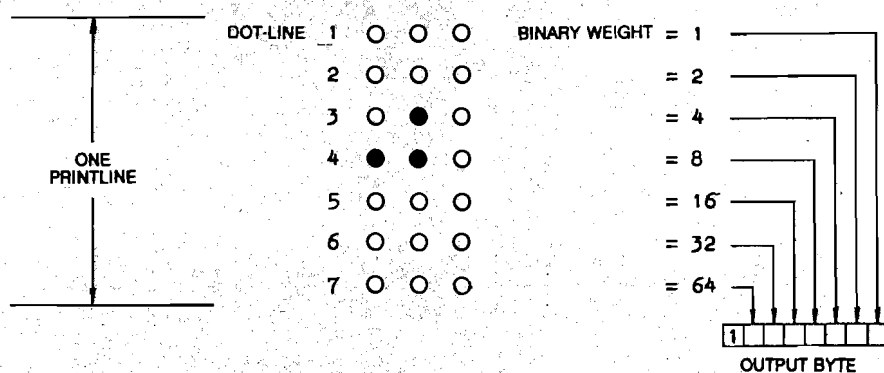 DOT-LINE 1 BINARY WEIGHT = 1
2 = 2
3 = 4
4 = 8
ONE
PRINTLINE
5 = 16
6 = 32
7 = 64
1
OUTPUT BYTE